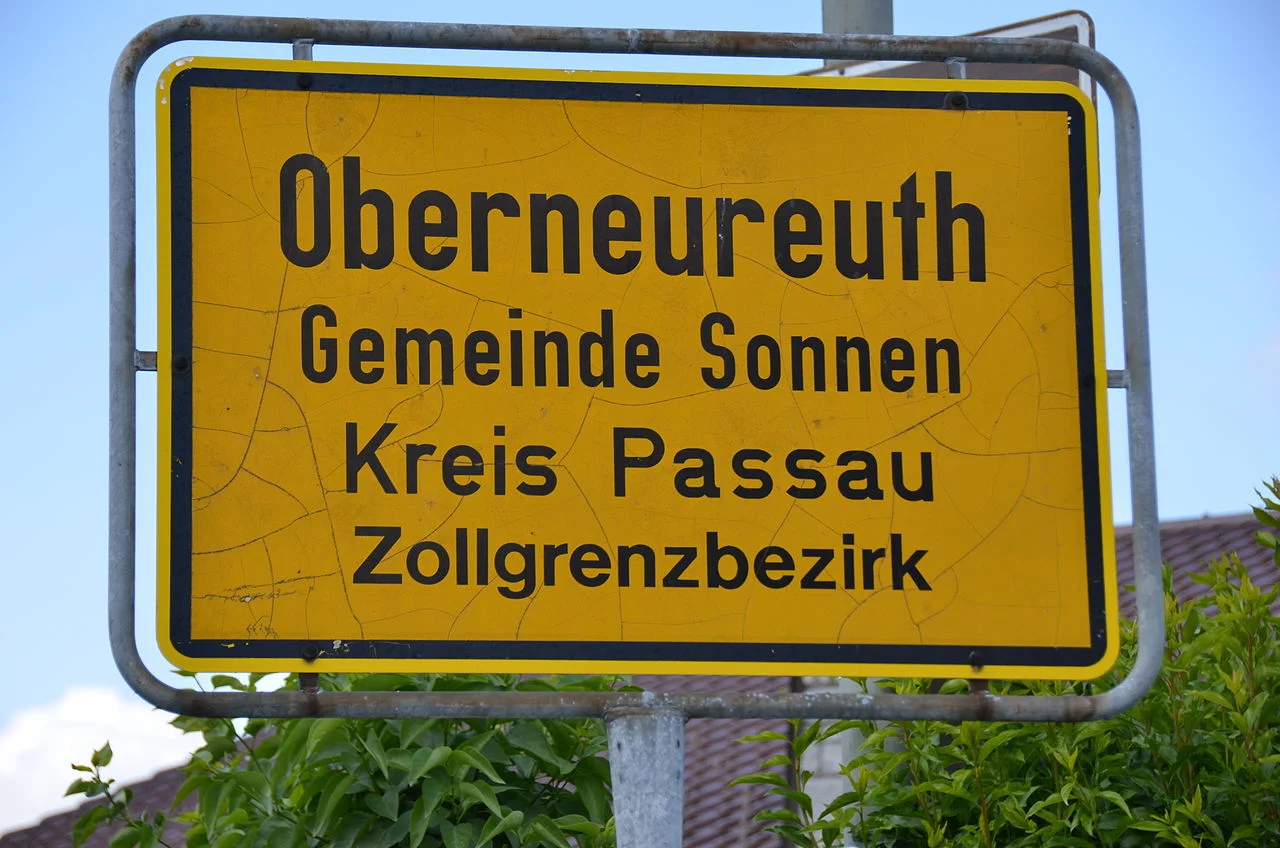 Oberneureuth
Gemeinde Sonnen
Kreis Passau
Zollgrenzbezirk